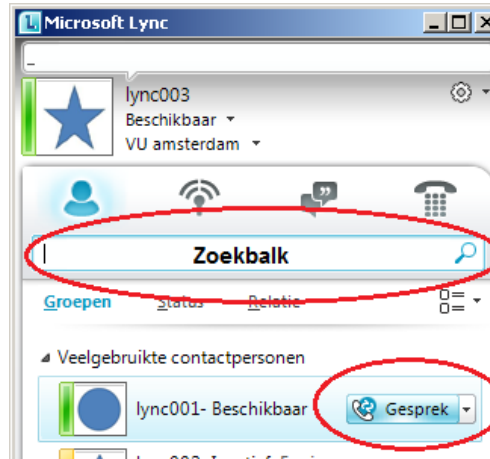 Microsoft Lync
lync003
Beschikbaar
VU amsterdam
Zoekbalk
Groepen Status Relatie
Veelgebruikte contactpersonen
lync001- Beschikbaar Gesprek